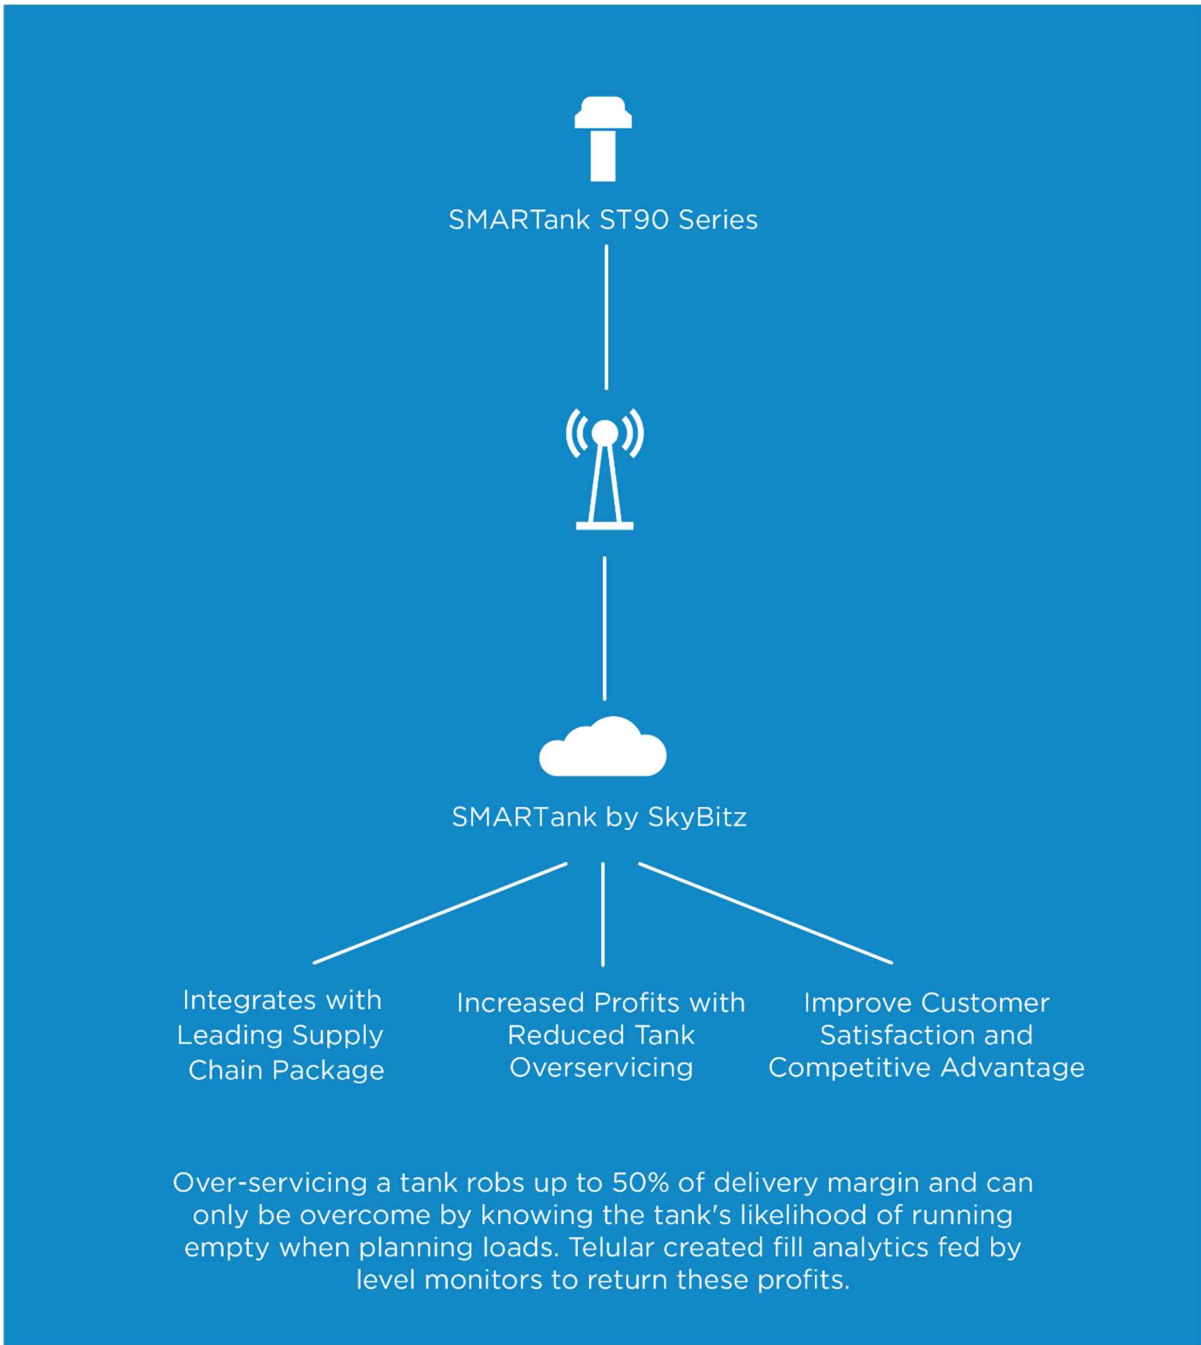 SMARTank ST90 Series
SMARTank by SkyBitz
Integrates with
Leading Supply
Chain Package
Increased Profits with
Reduced Tank
Overservicing
Improve Customer
Satisfaction and
Competitive Advantage
Over-servicing a tank robs up to 50% of delivery margin and can
only be overcome by knowing the tank's likelihood of running
empty when planning loads. Telular created fill analytics fed by
level monitors to return these profits.